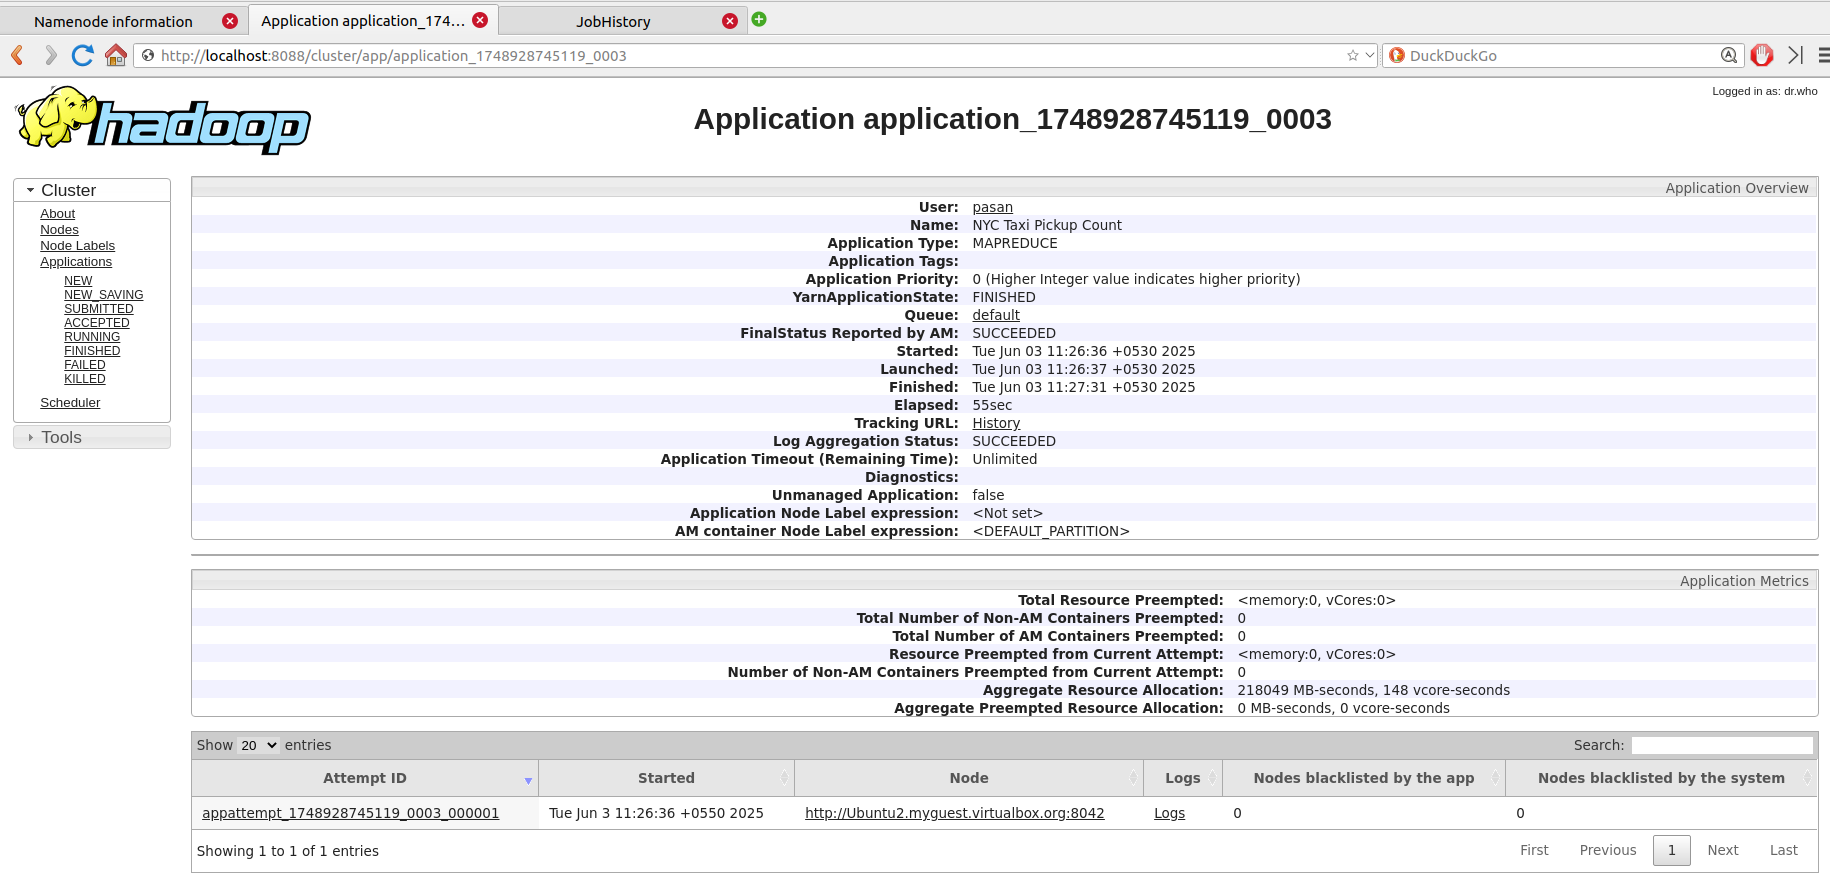 Namenode information
Application application_174...
JobHistory
http://localhost:8088/cluster/app/application_1748928745119_0003
DuckDuckGo
hadoop
Logged in as: dr.who
Application application_1748928745119_0003
Cluster
About
Nodes
Node Labels
Applications
NEW
NEW_SAVING
SUBMITTED
ACCEPTED
RUNNING
FINISHED
FAILED
KILLED
Scheduler
Tools
Application Overview
User: pasan
Name: NYC Taxi Pickup Count
Application Type: MAPREDUCE
Application Tags:
Application Priority: 0 (Higher Integer value indicates higher priority)
YarnApplicationState: FINISHED
Queue: default
FinalStatus Reported by AM: SUCCEEDED
Started: Tue Jun 03 11:26:36 +0530 2025
Launched: Tue Jun 03 11:26:37 +0530 2025
Finished: Tue Jun 03 11:27:31 +0530 2025
Elapsed: 55sec
Tracking URL: History
Log Aggregation Status: SUCCEEDED
Application Timeout (Remaining Time): Unlimited
Diagnostics:
Unmanaged Application: false
Application Node Label expression: <Not set>
AM container Node Label expression: <DEFAULT_PARTITION>
Application Metrics
Total Resource Preempted: <memory:0, vCores:0>
Total Number of Non-AM Containers Preempted: 0
Total Number of AM Containers Preempted: 0
Resource Preempted from Current Attempt: <memory:0, vCores:0>
Number of Non-AM Containers Preempted from Current Attempt: 0
Aggregate Resource Allocation: 218049 MB-seconds, 148 vcore-seconds
Aggregate Preempted Resource Allocation: 0 MB-seconds, 0 vcore-seconds
Show 20 entries Search:
Attempt ID Started Node Logs Nodes blacklisted by the app Nodes blacklisted by the system
appattempt_1748928745119_0003_000001 Tue Jun 3 11:26:36 +0550 2025 http://Ubuntu2.myguest.virtualbox.org:8042 Logs 0 0
Showing 1 to 1 of 1 entries First Previous 1 Next Last